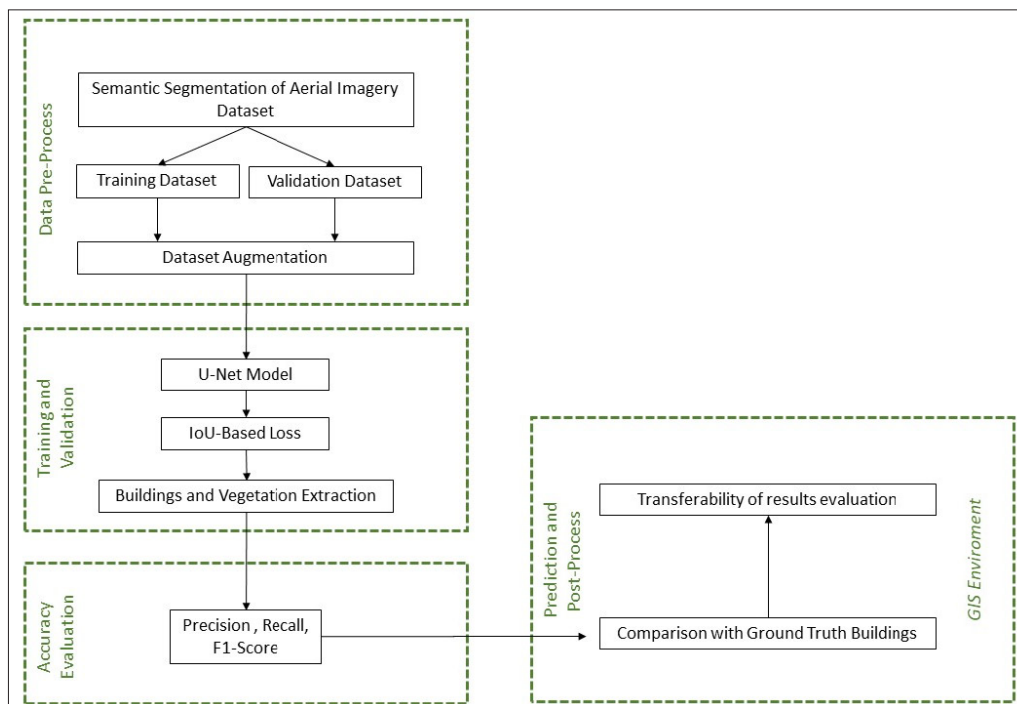 Data Pre-Process
Semantic Segmentation of Aerial Imagery
Dataset
Training Dataset
Validation Dataset
Dataset Augmentation
Training and
Validation
U-Net Model
IoU-Based Loss
Buildings and Vegetation Extraction
Accuracy
Evaluation
Precision , Recall,
F1-Score
Prediction and
Post-Process
Transferability of results evaluation
Comparison with Ground Truth Buildings
GIS Enviroment